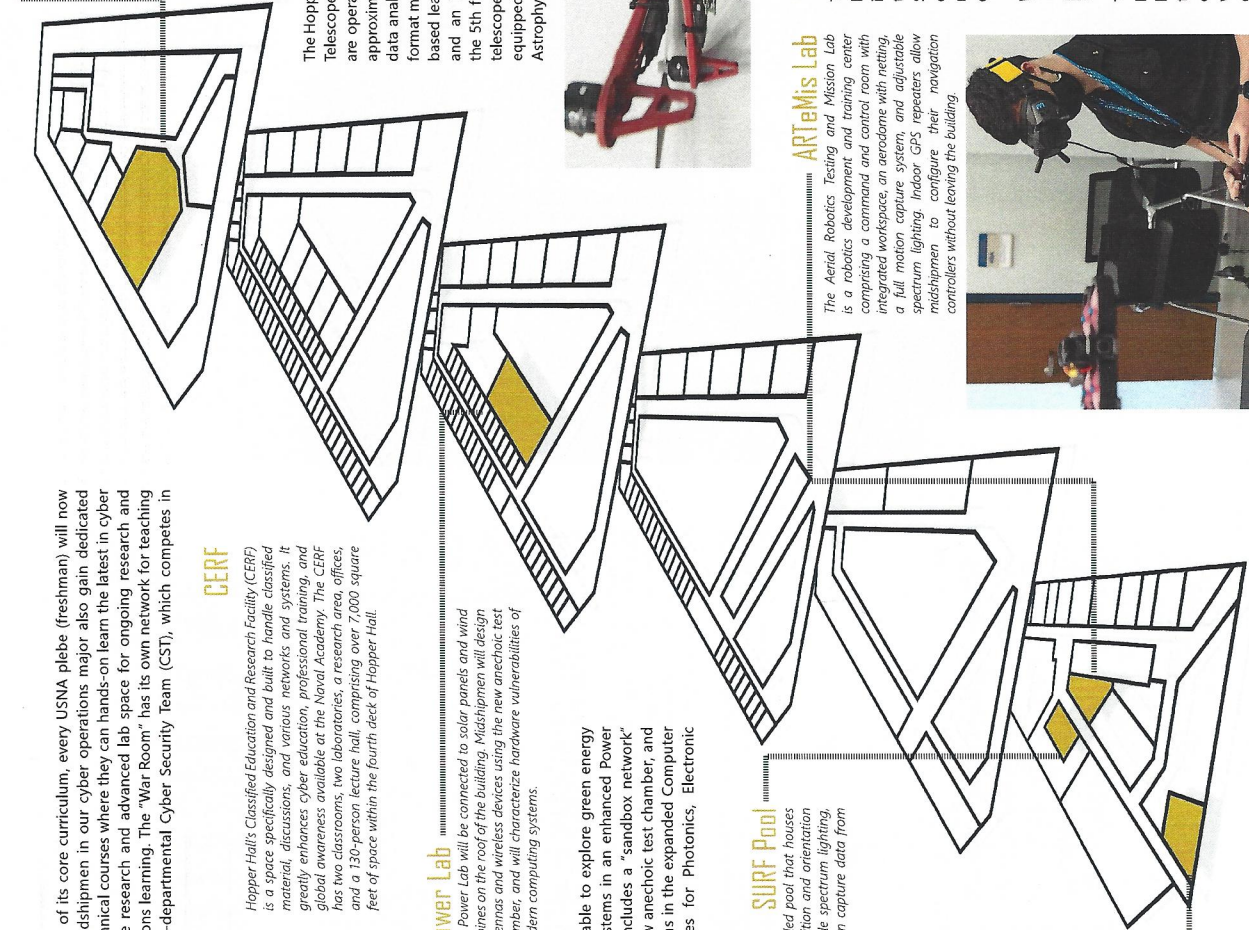 of its core curriculum, every USNA plebe (freshman) will now
dshipmen in our cyber operations major also gain dedicated
nical courses where they can hands-on learn the latest in cyber
e research and advanced lab space for ongoing research and
ons learning. The "War Room" has its own network for teaching
-departmental Cyber Security Team (CST), which competes in
CERF
Hopper Hall's Classified Education and Research Facility (CERF)
is a space specifically designed and built to handle classified
material, discussions, and various networks and systems. It
greatly enhances cyber education, professional training, and
global awareness available at the Naval Academy. The CERF
has two classrooms, two laboratories, a research area, offices,
and a 130-person lecture hall, comprising over 7,000 square
feet of space within the fourth deck of Hopper Hall.
wer Lab
Power Lab will be connected to solar panels and wind
ines on the roof of the building. Midshipmen will design
ennas and wireless devices using the new anechoic test
mber, and will characterize hardware vulnerabilities of
dern computing systems.
able to explore green energy
stems in an enhanced Power
ncludes a "sandbox network"
w anechoic test chamber, and
ns in the expanded Computer
es for Photonics, Electronic
SURF Pool
led pool that houses
ition and orientation
le spectrum lighting,
n capture data from
The Hopp
Telescope
are opera
approxim
data anal
format m
based lea
and an
the 5th f
telescope
equipped
Astrophy
ARTeMis Lab
The Aerial Robotics Testing and Mission Lab
is a robotics development and training center
comprising a command and control room with
integrated workspace, an aerodome with netting,
a full motion capture system, and adjustable
spectrum lighting. Indoor GPS repeaters allow
midshipmen to configure their navigation
controllers without leaving the building.